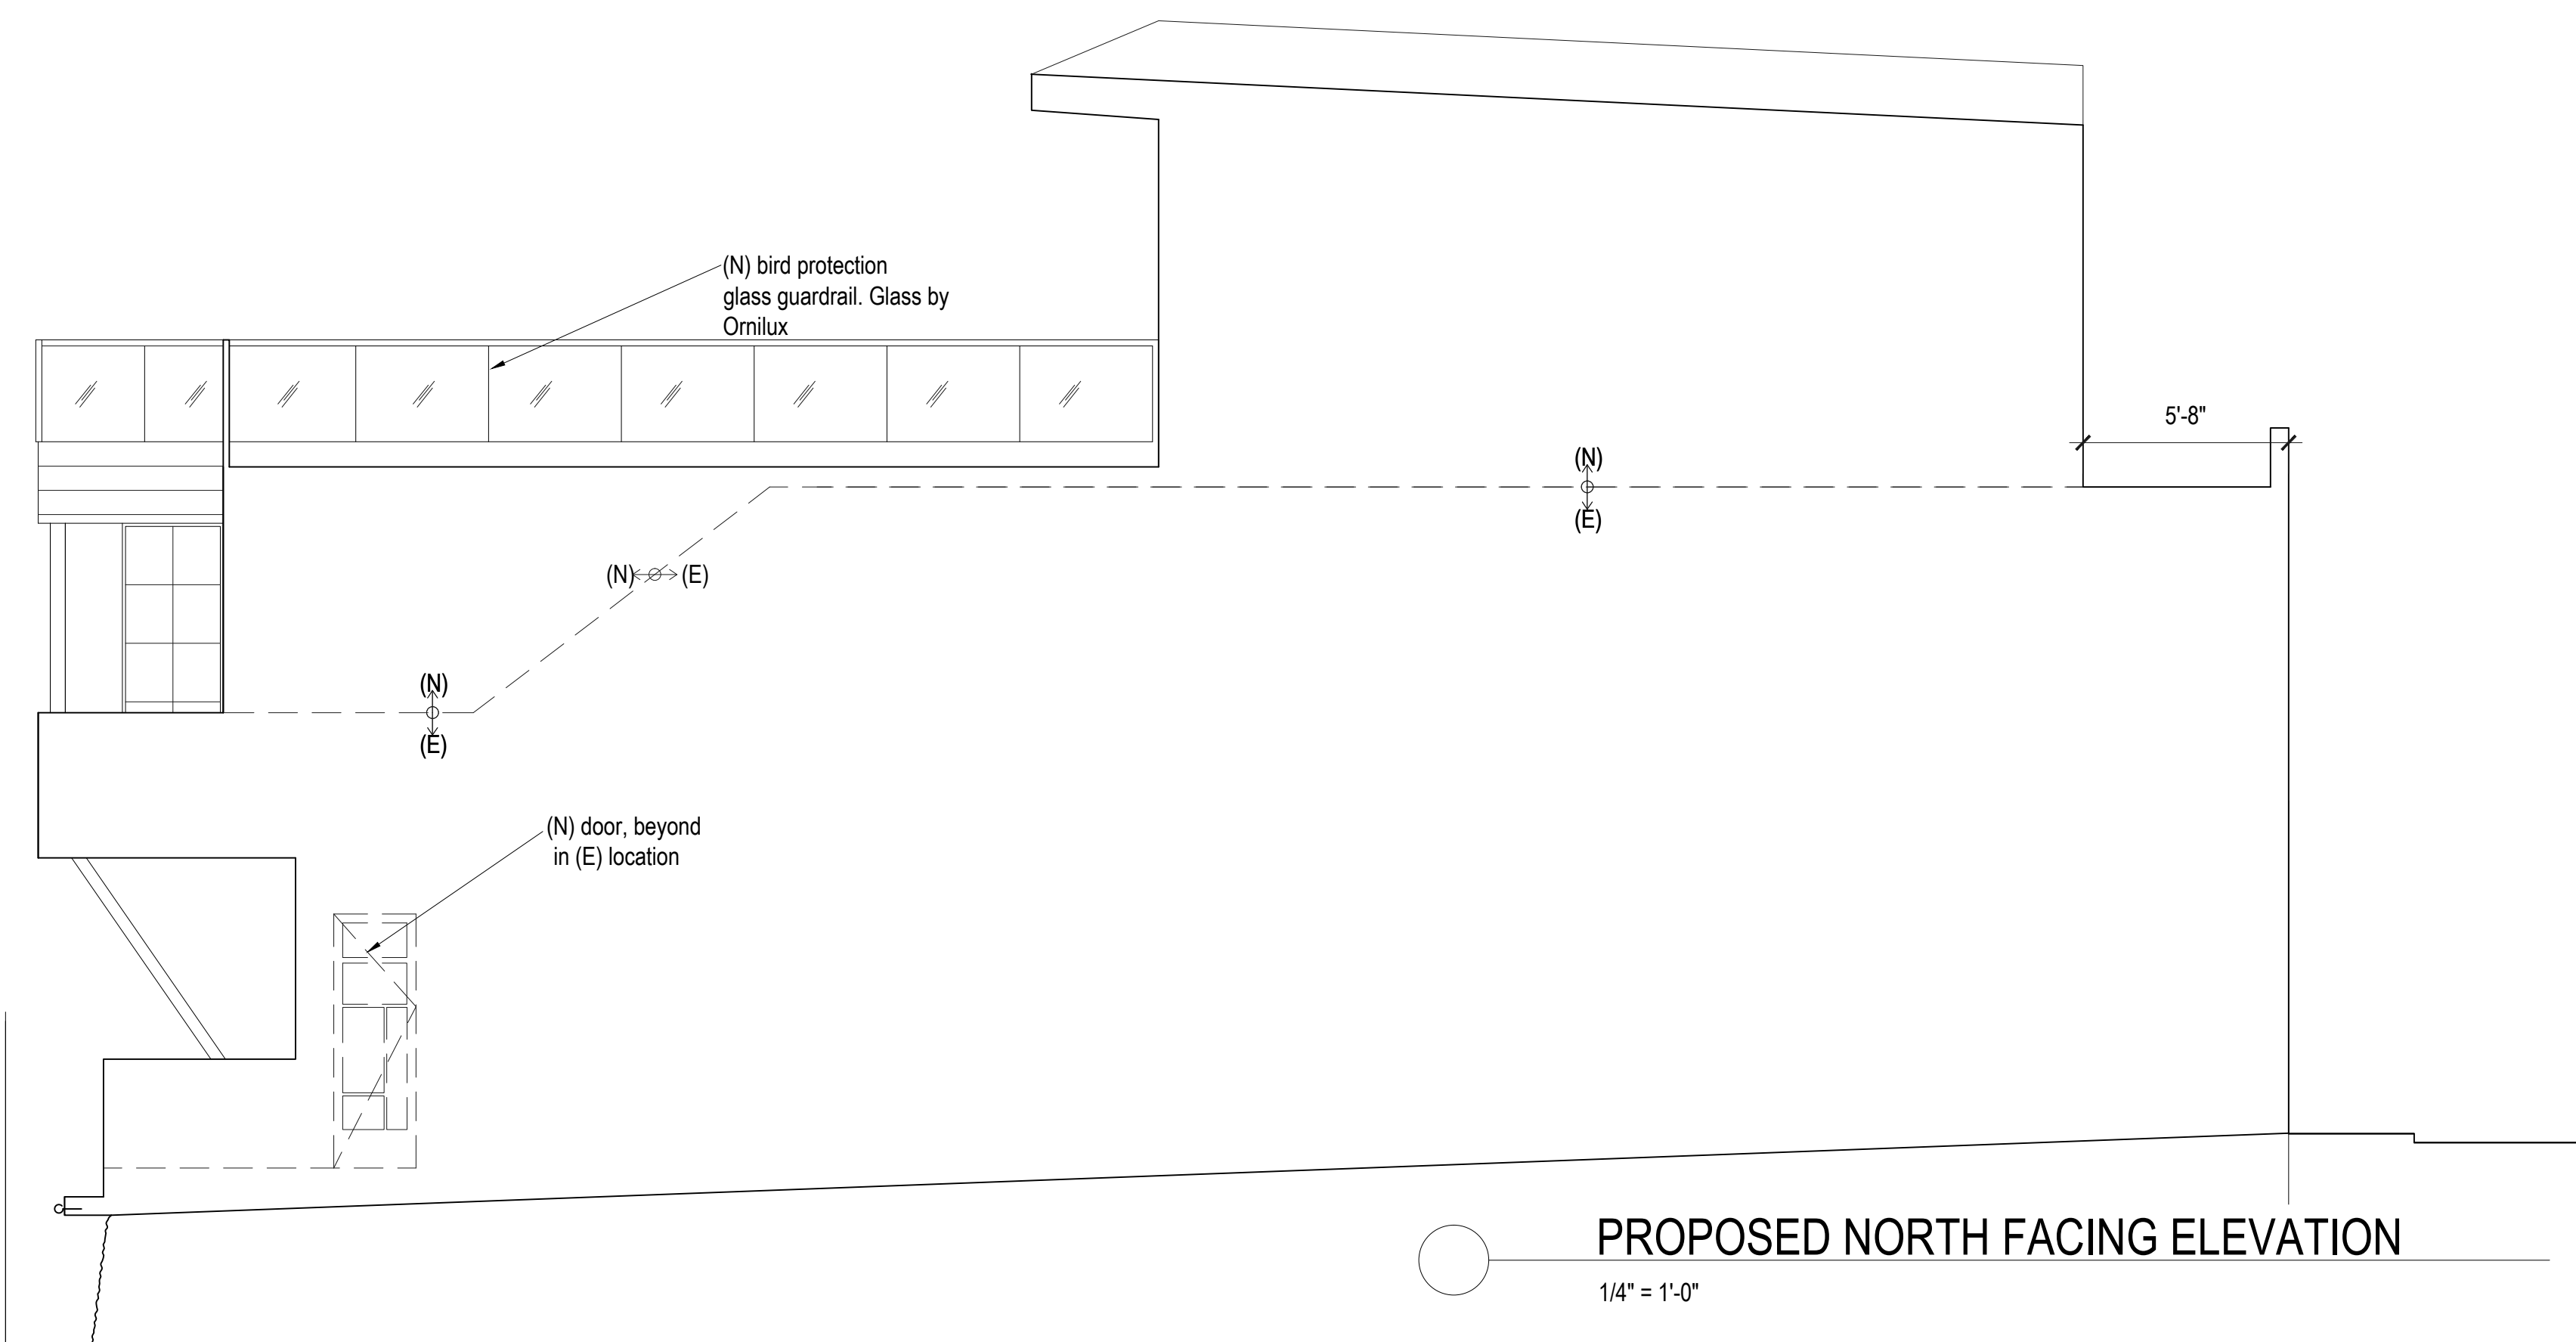 (N) bird protection
glass guardrail. Glass by
Ornilux
5'-8"
(N)
(E)
(N) (E)
(N)
(E)
(N) door, beyond
in (E) location
PROPOSED NORTH FACING ELEVATION
1/4" = 1'-0"